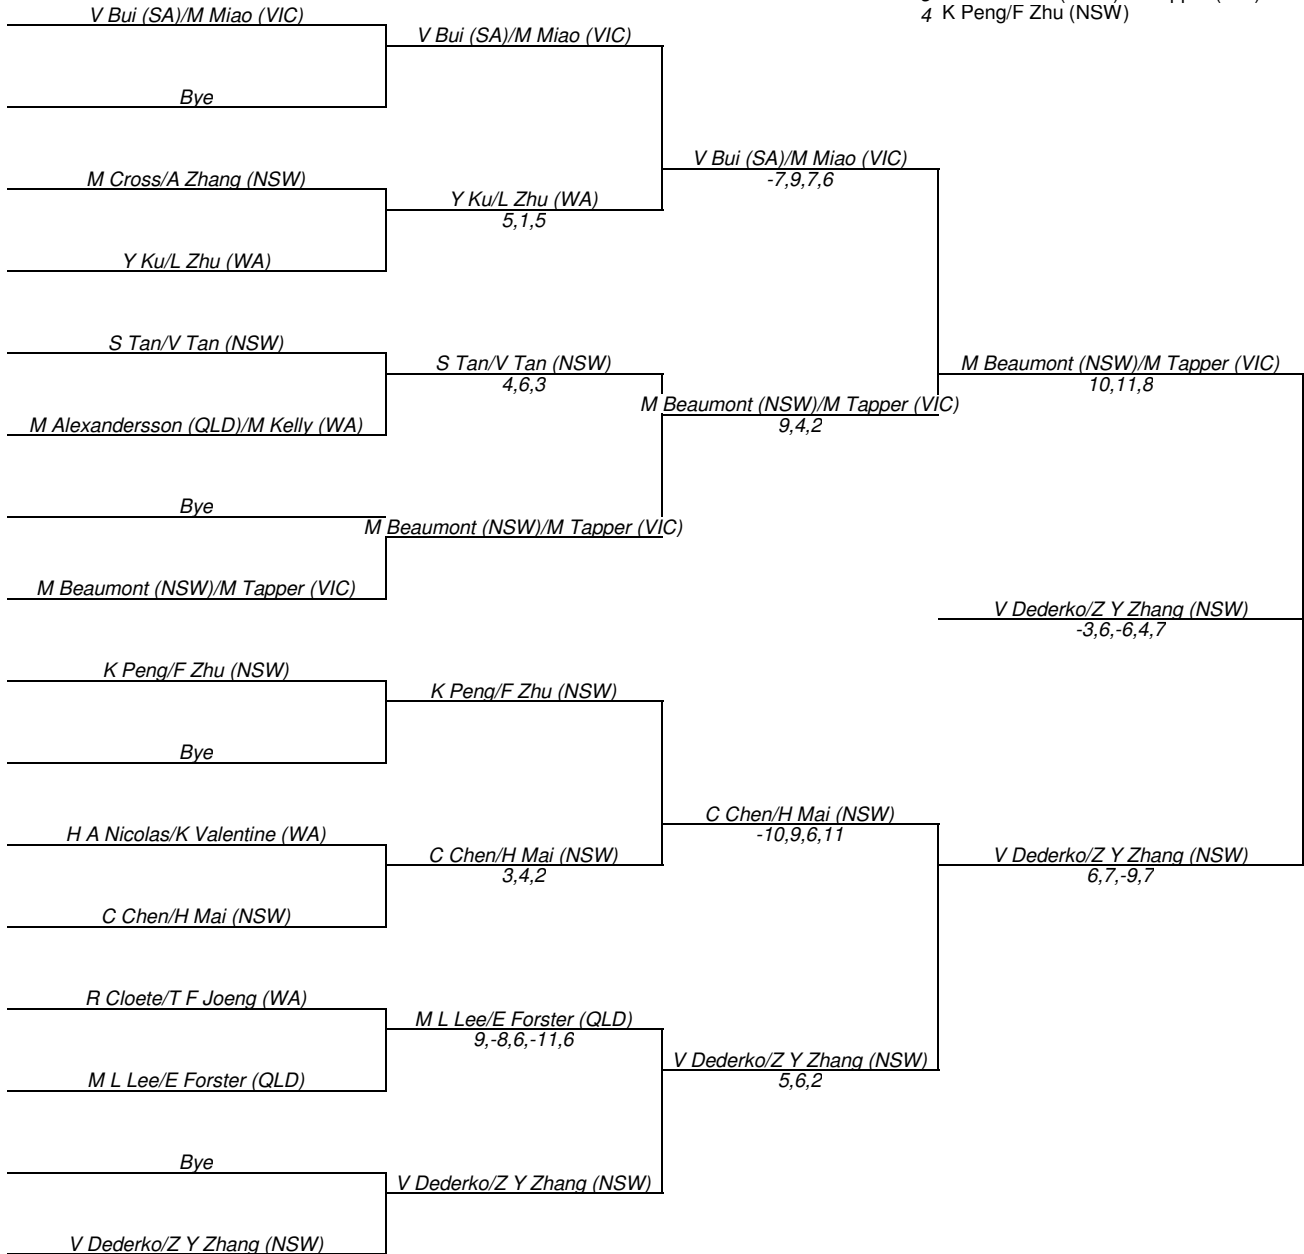 4 K Peng/F Zhu (NSW)
V Bui (SA)/M Miao (VIC)
V Bui (SA)/M Miao (VIC)
Bye
V Bui (SA)/M Miao (VIC)
-7,9,7,6
M Cross/A Zhang (NSW)
Y Ku/L Zhu (WA)
5,1,5
Y Ku/L Zhu (WA)
S Tan/V Tan (NSW)
S Tan/V Tan (NSW)
4,6,3
M Beaumont (NSW)/M Tapper (VIC)
10,11,8
M Beaumont (NSW)/M Tapper (VIC)
9,4,2
M Alexandersson (QLD)/M Kelly (WA)
Bye
M Beaumont (NSW)/M Tapper (VIC)
M Beaumont (NSW)/M Tapper (VIC)
V Dederko/Z Y Zhang (NSW)
-3,6,-6,4,7
K Peng/F Zhu (NSW)
K Peng/F Zhu (NSW)
Bye
C Chen/H Mai (NSW)
-10,9,6,11
H A Nicolas/K Valentine (WA)
C Chen/H Mai (NSW)
3,4,2
V Dederko/Z Y Zhang (NSW)
6,7,-9,7
C Chen/H Mai (NSW)
R Cloete/T F Joeng (WA)
M L Lee/E Forster (QLD)
9,-8,6,-11,6
V Dederko/Z Y Zhang (NSW)
5,6,2
M L Lee/E Forster (QLD)
Bye
V Dederko/Z Y Zhang (NSW)
V Dederko/Z Y Zhang (NSW)